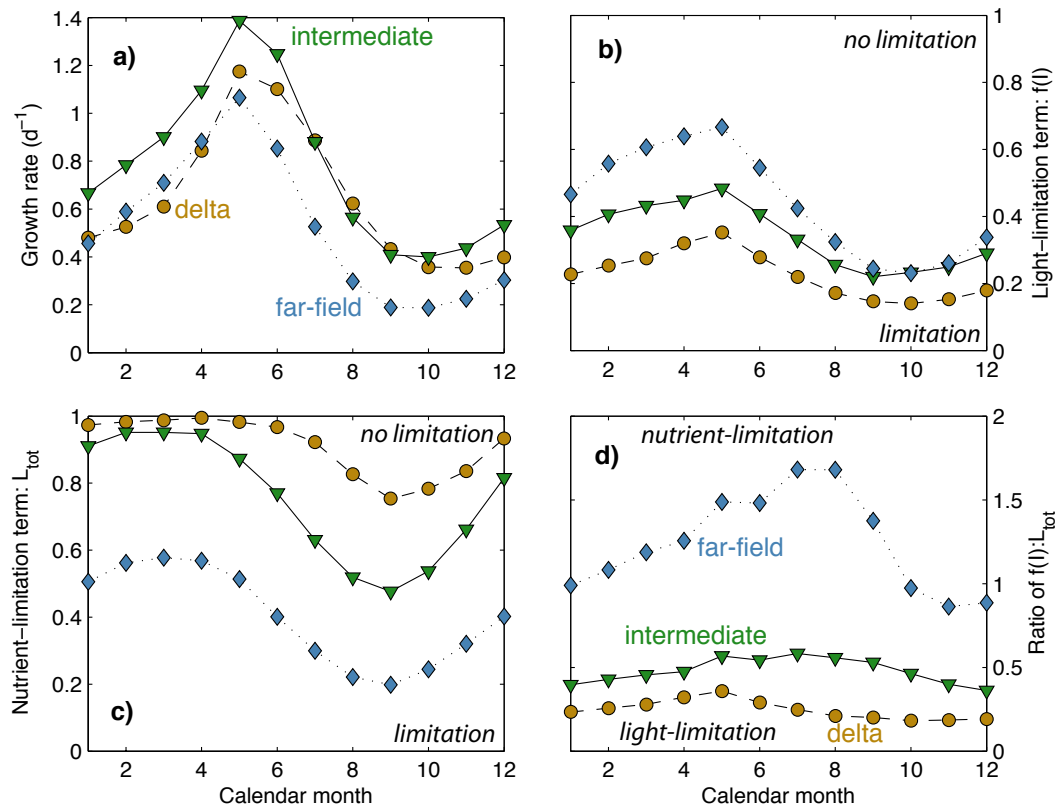 a)
intermediate
delta
far-field
Growth rate (d⁻¹)
0
0.2
0.4
0.6
0.8
1
1.2
1.4
2
4
6
8
10
12
b)
no limitation
limitation
Light−limitation term: f(I)
0
0.2
0.4
0.6
0.8
1
2
4
6
8
10
12
c)
no limitation
limitation
Nutrient−limitation term: L_tot
0
0.2
0.4
0.6
0.8
1
2
4
6
8
10
12
Calendar month
d)
nutrient-limitation
far-field
intermediate
light-limitation
delta
Ratio of f(I):L_tot
0
0.5
1
1.5
2
2
4
6
8
10
12
Calendar month